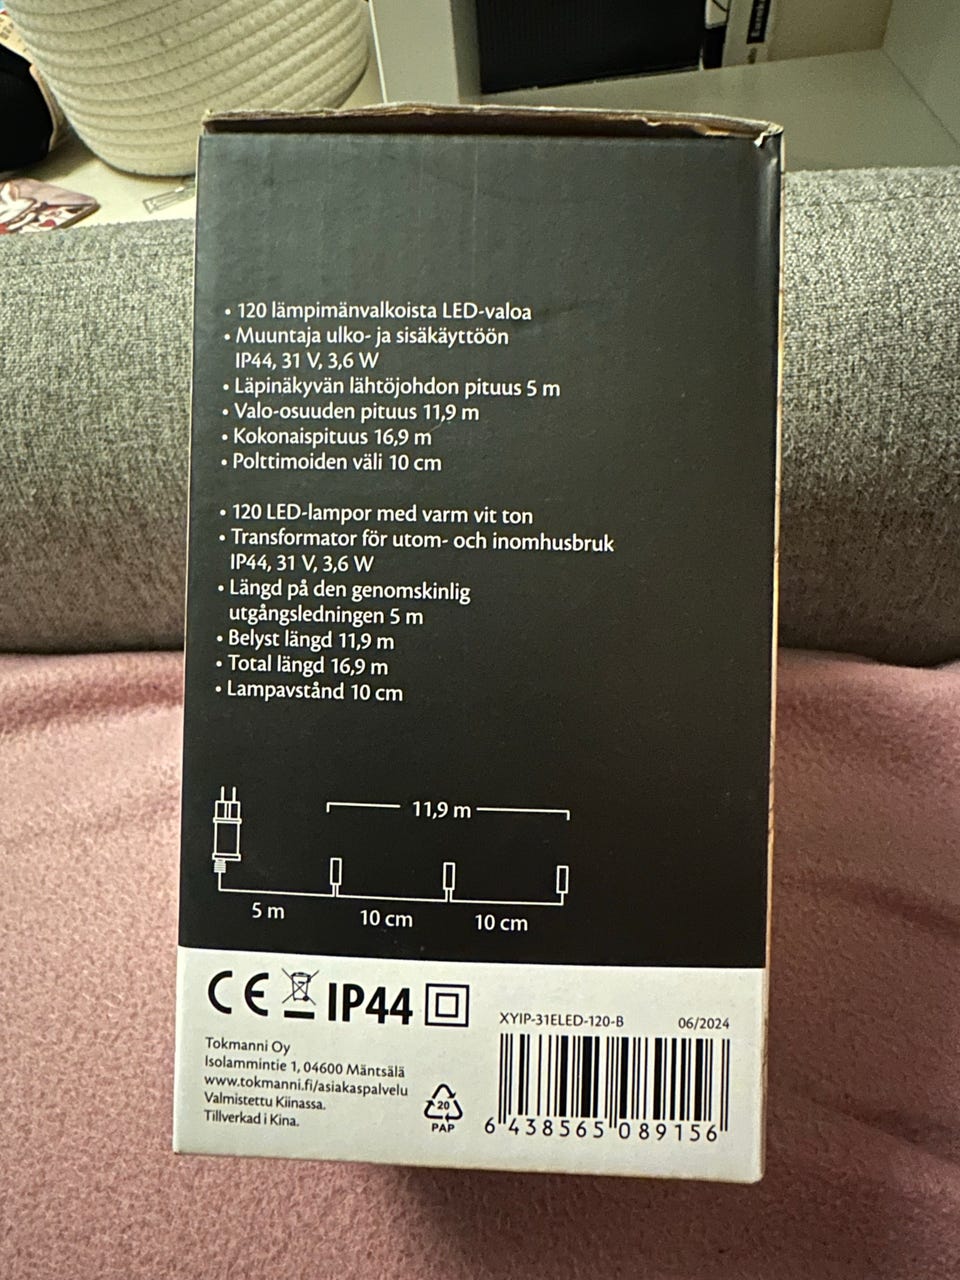 • 120 lämpimänvalkoista LED-valoa
• Muuntaja ulko- ja sisäkäyttöön
IP44, 31 V, 3,6 W
• Läpinäkyvän lähtöjohdon pituus 5 m
• Valo-osuuden pituus 11,9 m
• Kokonaispituus 16,9 m
• Polttimoiden väli 10 cm
• 120 LED-lampor med varm vit ton
• Transformator för utom- och inomhusbruk
IP44, 31 V, 3,6 W
• Längd på den genomskinlig
utgångsledningen 5 m
• Belyst längd 11,9 m
• Total längd 16,9 m
• Lampavstånd 10 cm
11,9 m
5 m
10 cm
10 cm
CE IP44
Tokmanni Oy
Isolammintie 1, 04600 Mäntsälä
www.tokmanni.fi/asiakaspalvelu
Valmistettu Kiinassa.
Tillverkad i Kina.
20
PAP
XYIP-31ELED-120-B 06/2024
6 438565 089156